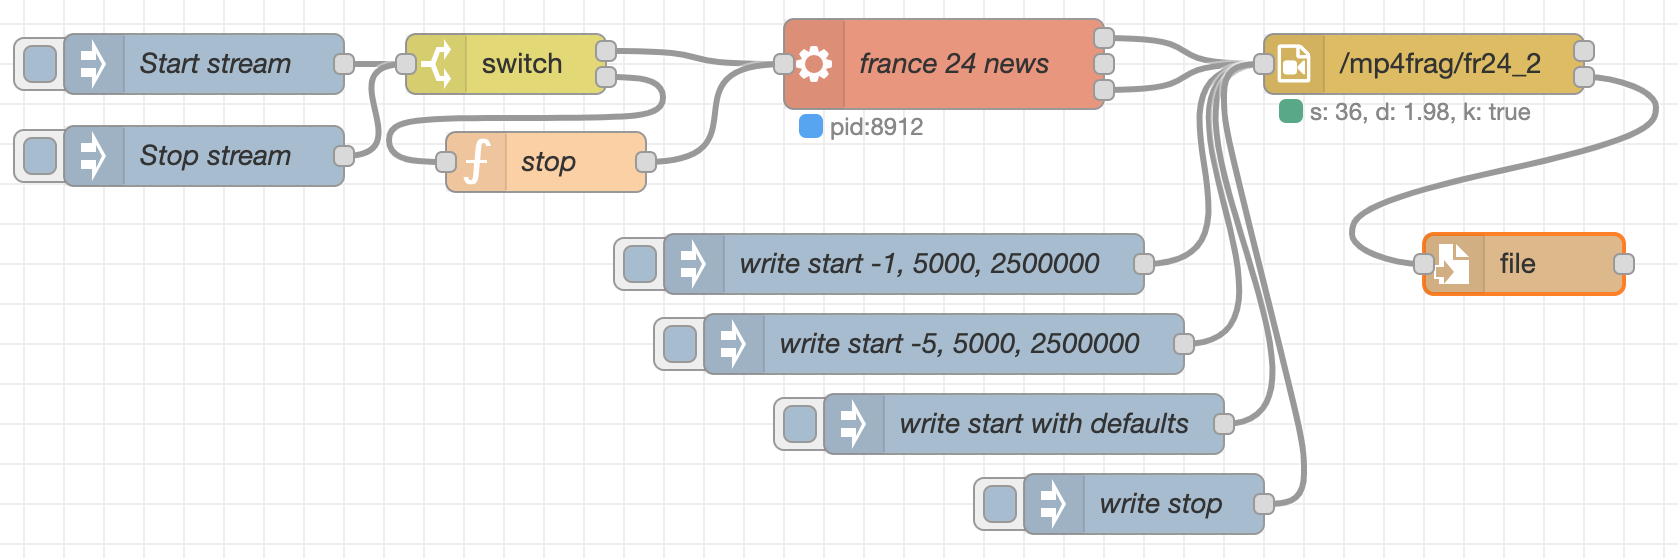 Start stream
switch
france 24 news
/mp4frag/fr24_2
pid:8912
s: 36, d: 1.98, k: true
Stop stream
stop
write start -1, 5000, 2500000
file
write start -5, 5000, 2500000
write start with defaults
write stop